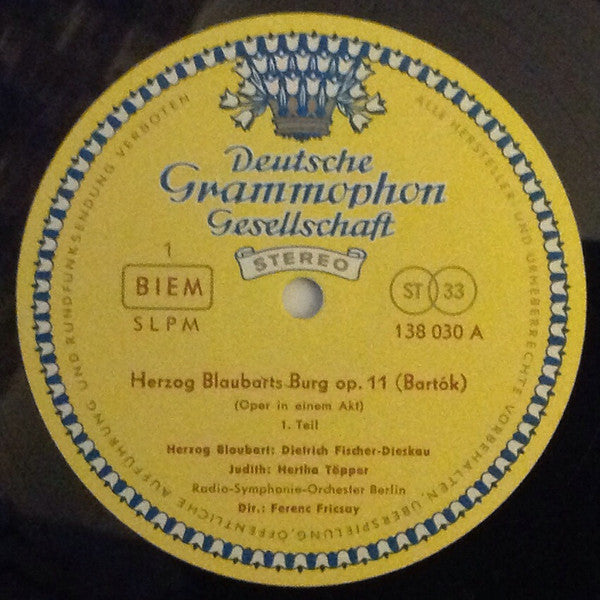 Deutsche
Grammophon
Gesellschaft
STEREO
1
BIEM
SLPM
ST 33
138 030 A
Herzog Blaubarts Burg op. 11 (Bartók)
(Oper in einem Akt)
1. Teil
Herzog Blaubart: Dietrich Fischer-Dieskau
Judith: Hertha Töpper
Radio-Symphonie-Orchester Berlin
Dir.: Ferenc Fricsay
ALLE HERSTELLER- UND URHEBERRECHTE VORBEHALTEN, ÜBERSPIELUNG, ÖFFENTLICHE AUFFÜHRUNG UND RUNDFUNKSENDUNG VERBOTEN